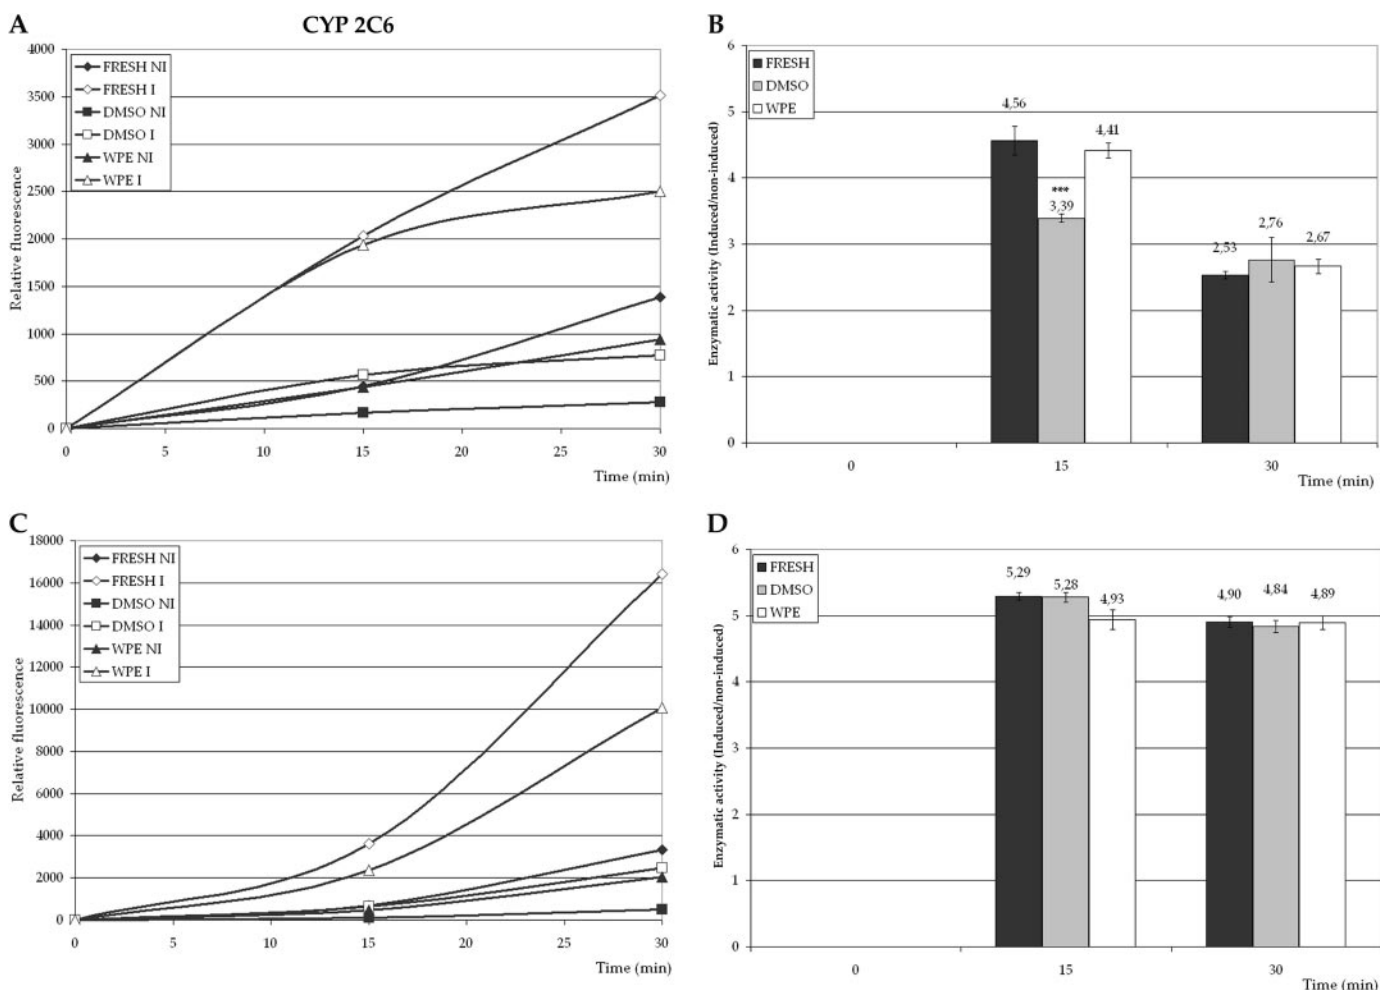 A
CYP 2C6
4000
3500
3000
2500
2000
1500
1000
500
0
Relative fluorescence
FRESH NI
FRESH I
DMSO NI
DMSO I
WPE NI
WPE I
0 5 10 15 20 25 30
Time (min)
B
6
5
4
3
2
1
0
Enzymatic activity (Induced/non-induced)
FRESH
DMSO
WPE
4,56
***
3,39
4,41
2,53
2,76
2,67
0 15 30
Time (min)
C
18000
16000
14000
12000
10000
8000
6000
4000
2000
0
Relative fluorescence
FRESH NI
FRESH I
DMSO NI
DMSO I
WPE NI
WPE I
0 5 10 15 20 25 30
Time (min)
D
6
5
4
3
2
1
0
Enzymatic activity (Induced/non-induced)
FRESH
DMSO
WPE
5,29
5,28
4,93
4,90
4,84
4,89
0 15 30
Time (min)